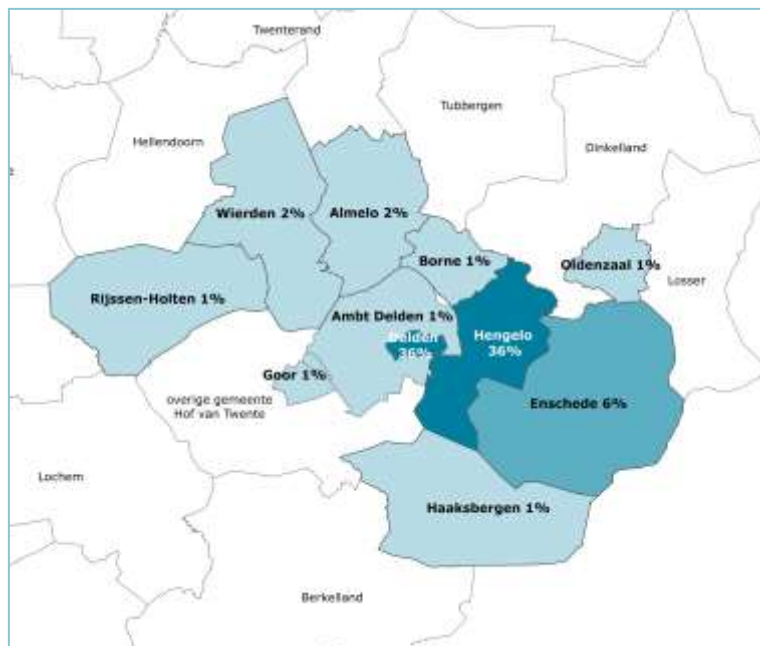 Twenterand
Tubbergen
Hellendoorn
Dinkelland
Wierden 2%
Almelo 2%
Borne 1%
Oldenzaal 1%
Losser
Rijssen-Holten 1%
Ambt Delden 1%
Delden
36%
Hengelo
36%
Goor 1%
overige gemeente
Hof van Twente
Enschede 6%
Lochem
Haaksbergen 1%
Berkelland